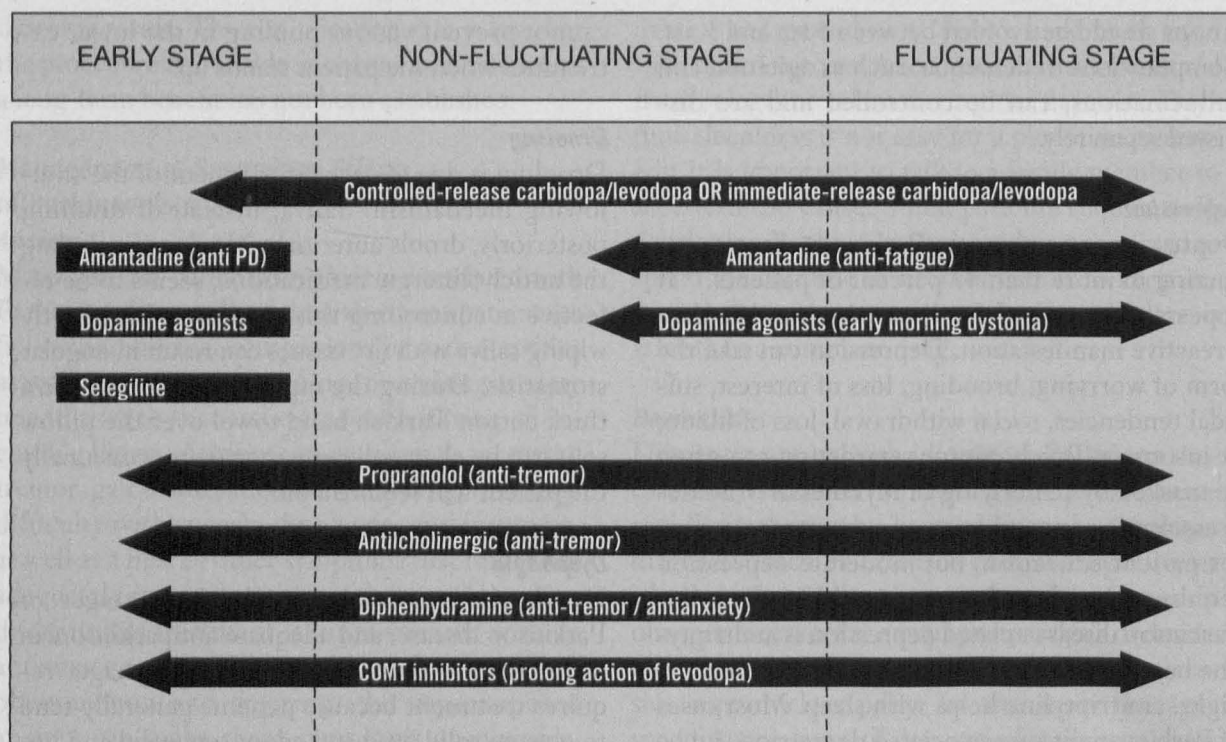 EARLY STAGE
NON-FLUCTUATING STAGE
FLUCTUATING STAGE
Controlled-release carbidopa/levodopa OR immediate-release carbidopa/levodopa
Amantadine (anti PD)
Amantadine (anti-fatigue)
Dopamine agonists
Dopamine agonists (early morning dystonia)
Selegiline
Propranolol (anti-tremor)
Antilcholinergic (anti-tremor)
Diphenhydramine (anti-tremor / antianxiety)
COMT inhibitors (prolong action of levodopa)